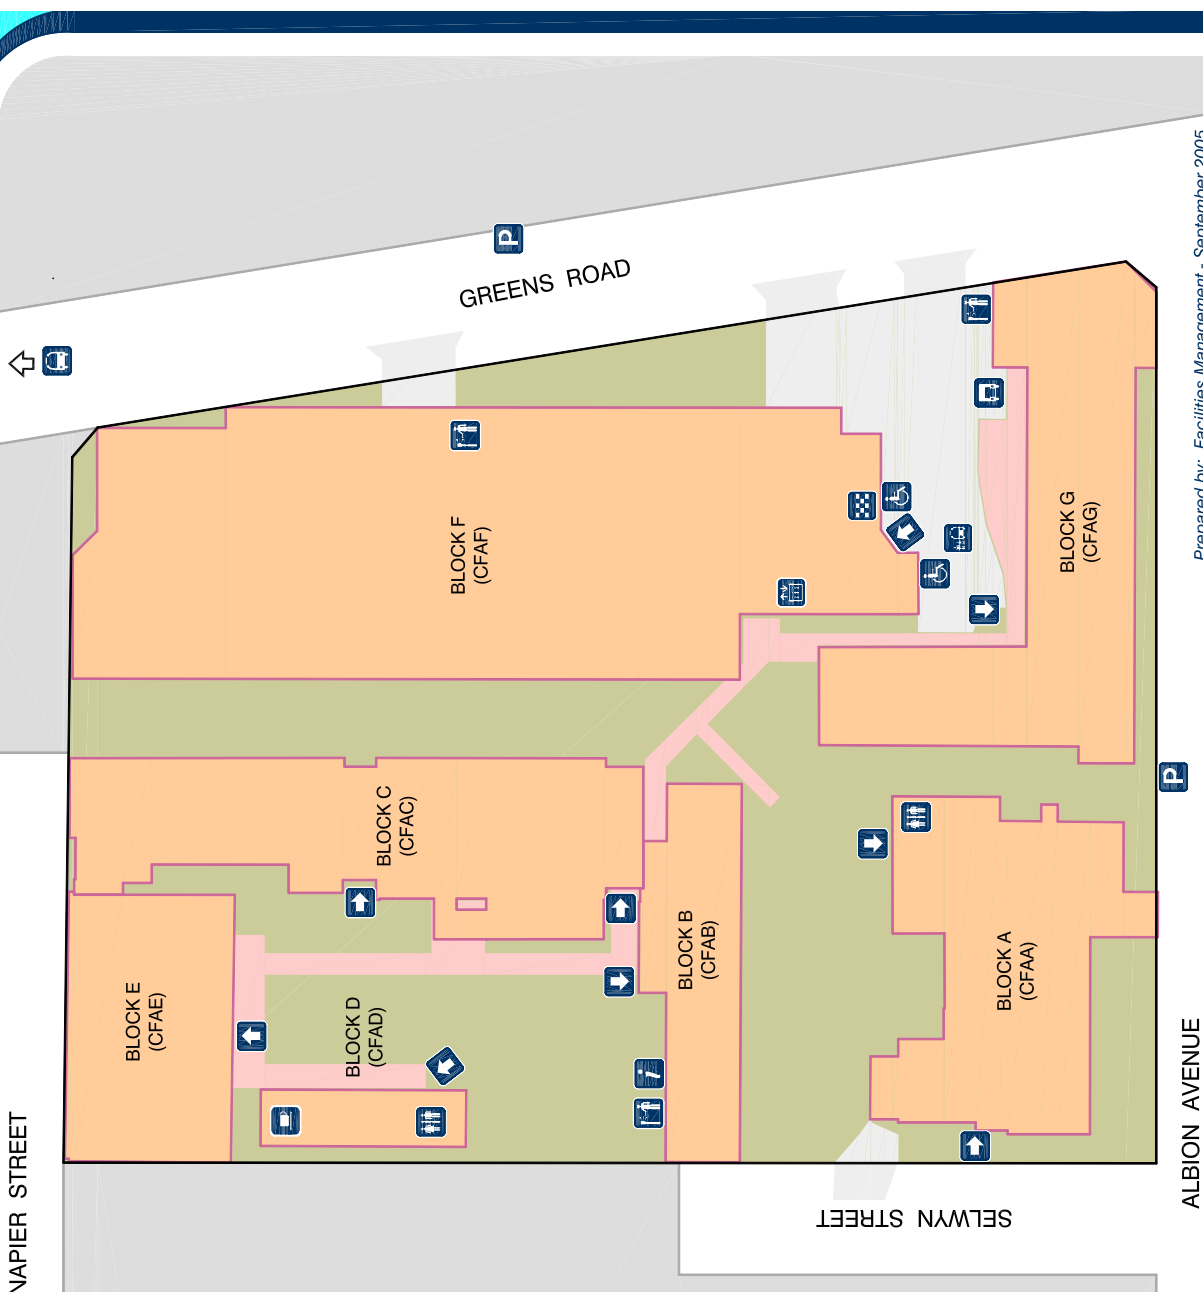 GREENS ROAD
P
BLOCK F
(CFAF)
BLOCK G
(CFAG)
BLOCK C
(CFAC)
BLOCK B
(CFAB)
BLOCK A
(CFAA)
BLOCK E
(CFAE)
BLOCK D
(CFAD)
i
P
NAPIER STREET
SELWYN STREET
ALBION AVENUE
Prepared by: Facilities Management - September 2005